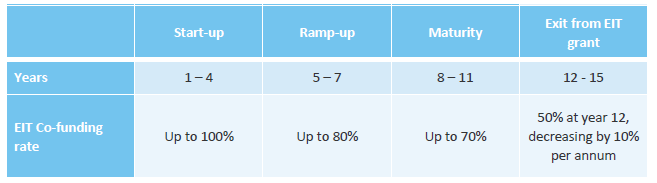 Start-up Ramp-up Maturity Exit from EIT
grant
Years 1 – 4 5 – 7 8 – 11 12 - 15
EIT Co-funding
rate
Up to 100% Up to 80% Up to 70%
50% at year 12,
decreasing by 10%
per annum